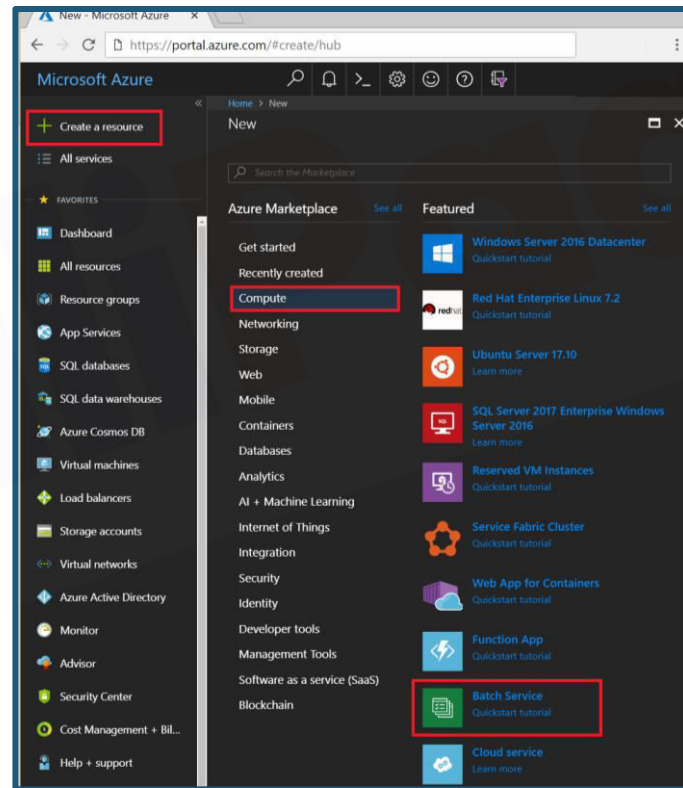 New - Microsoft Azure
https://portal.azure.com/#create/hub
Microsoft Azure
Create a resource
All services
FAVORITES
Dashboard
All resources
Resource groups
App Services
SQL databases
SQL data warehouses
Azure Cosmos DB
Virtual machines
Load balancers
Storage accounts
Virtual networks
Azure Active Directory
Monitor
Advisor
Security Center
Cost Management + Bil...
Help + support
Home > New
New
Search the Marketplace
Azure Marketplace See all
Get started
Recently created
Compute
Networking
Storage
Web
Mobile
Containers
Databases
Analytics
AI + Machine Learning
Internet of Things
Integration
Security
Identity
Developer tools
Management Tools
Software as a service (SaaS)
Blockchain
Featured See all
Windows Server 2016 Datacenter
Quickstart tutorial
redhat
Red Hat Enterprise Linux 7.2
Quickstart tutorial
Ubuntu Server 17.10
Learn more
SQL Server 2017 Enterprise Windows
Server 2016
Learn more
Reserved VM Instances
Quickstart tutorial
Service Fabric Cluster
Quickstart tutorial
Web App for Containers
Quickstart tutorial
Function App
Quickstart tutorial
Batch Service
Quickstart tutorial
Cloud service
Learn more